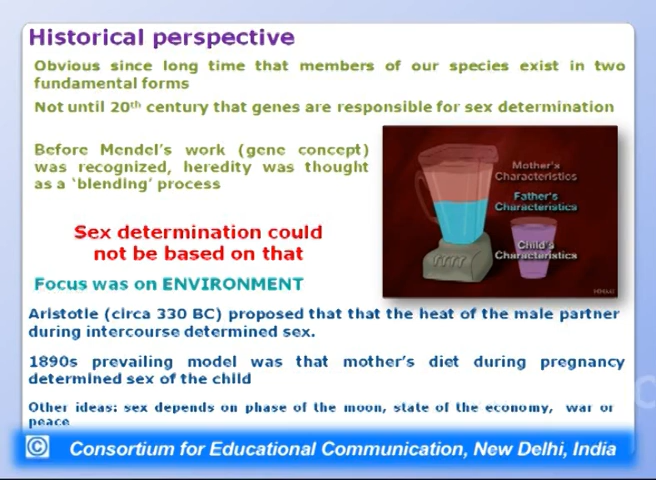 Historical perspective
Obvious since long time that members of our species exist in two
fundamental forms
Not until 20th century that genes are responsible for sex determination
Before Mendel's work (gene concept)
was recognized, heredity was thought
as a 'blending' process
Mother's
Characteristics
Father's
Characteristics
Child's
Characteristics
Sex determination could
not be based on that
Focus was on ENVIRONMENT
Aristotle (circa 330 BC) proposed that that the heat of the male partner
during intercourse determined sex.
1890s prevailing model was that mother's diet during pregnancy
determined sex of the child
Other ideas: sex depends on phase of the moon, state of the economy, war or
peace
© Consortium for Educational Communication, New Delhi, India